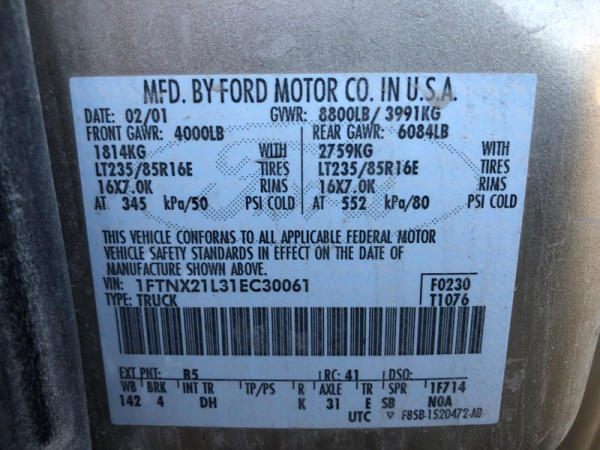 MFD. BY FORD MOTOR CO. IN U.S.A.
DATE: 02/01 GVWR: 8800LB/ 3991KG
FRONT GAWR: 4000LB REAR GAWR: 6084LB
1814KG WITH 2759KG WITH
LT235/85R16E TIRES LT235/85R16E TIRES
16X7.0K RIMS 16X7.0K RIMS
AT 345 kPa/50 PSI COLD AT 552 kPa/80 PSI COLD
THIS VEHICLE CONFORMS TO ALL APPLICABLE FEDERAL MOTOR
VEHICLE SAFETY STANDARDS IN EFFECT ON THE DATE OF
MANUFACTURE SHOWN ABOVE.
VIN: 1FTNX21L31EC30061 F0230
TYPE: TRUCK T1076
EXT PNT: B5 RC: 41 DSO:
WB BRK INT TR TP/PS R AXLE TR SPR 1F714
142 4 DH K 31 E SB N0A
UTC ▽ F85B-1520472-AB